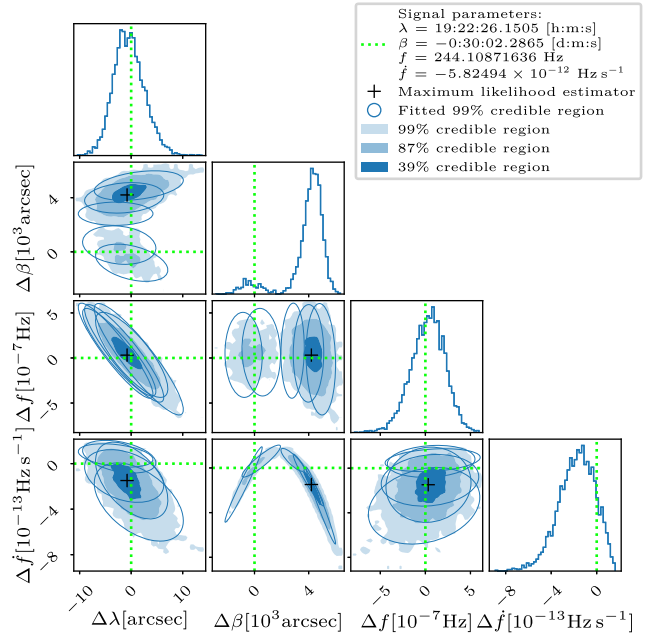 Signal parameters:
λ = 19:22:26.1505 [h:m:s]
β = −0:30:02.2865 [d:m:s]
f = 244.10871636 Hz
ḟ = −5.82494 × 10⁻¹² Hz s⁻¹
Maximum likelihood estimator
Fitted 99% credible region
99% credible region
87% credible region
39% credible region
Δβ[10³arcsec]
4
0
Δf[10⁻⁷Hz]
5
0
−5
Δḟ[10⁻¹³Hz s⁻¹]
0
−4
−8
−10
0
10
Δλ[arcsec]
0
4
Δβ[10³arcsec]
−5
0
5
Δf[10⁻⁷Hz]
−8
−4
0
Δḟ[10⁻¹³Hz s⁻¹]